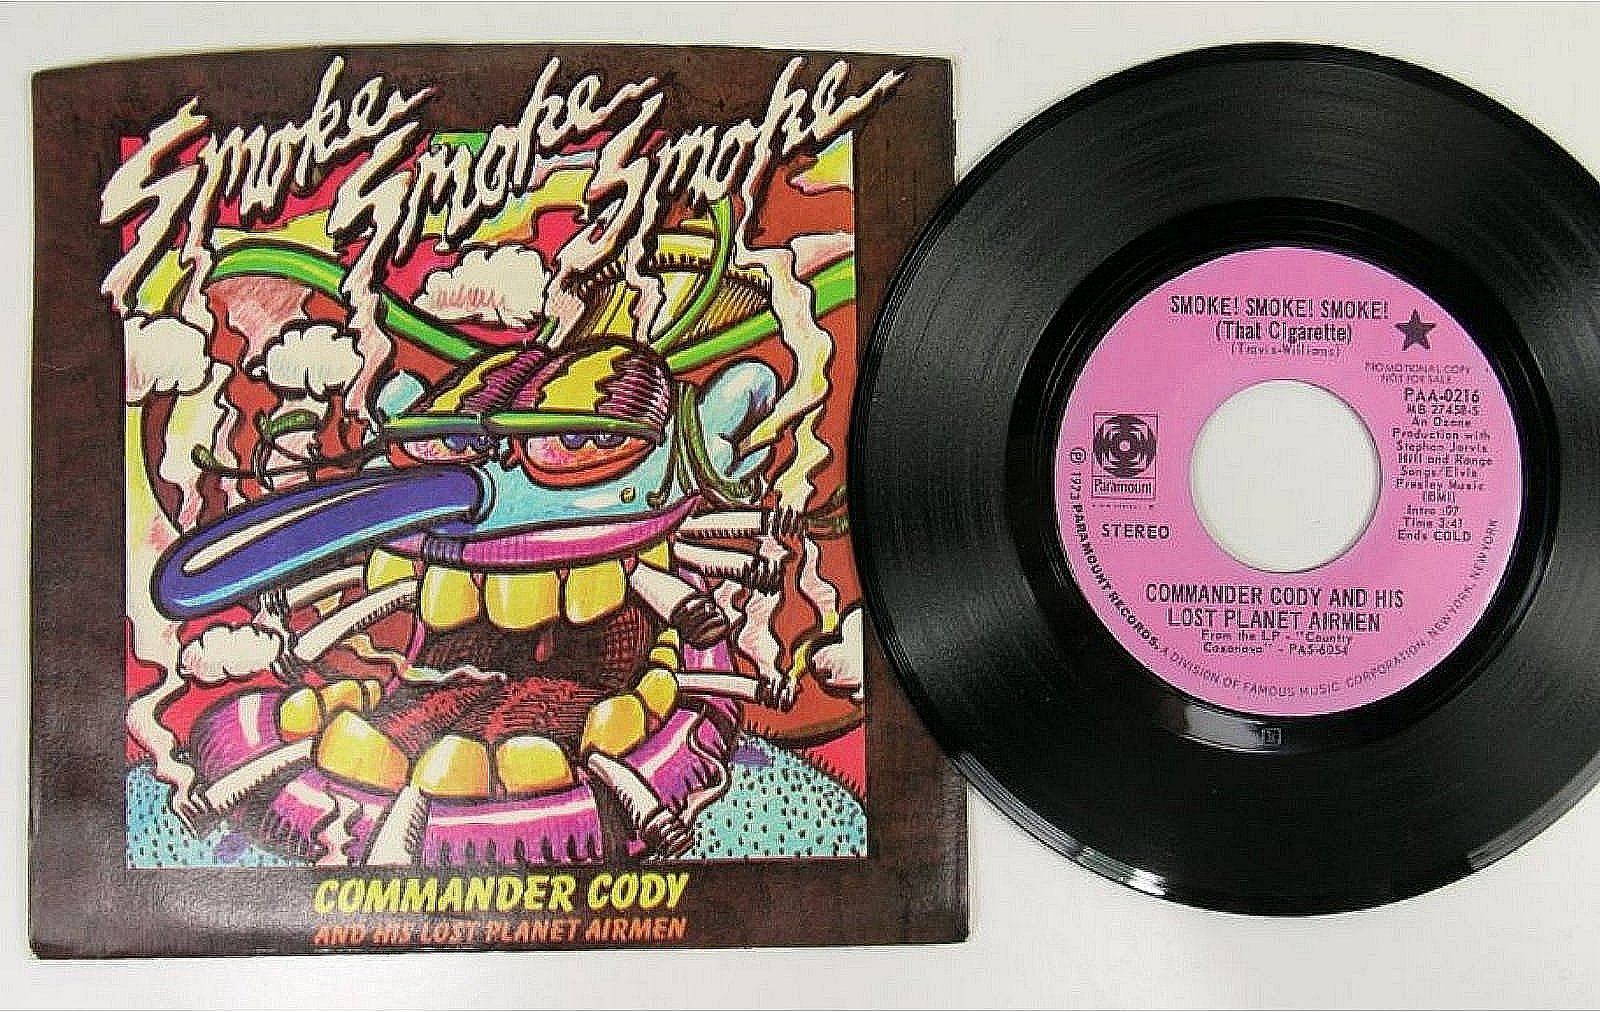 Smoke Smoke Smoke
COMMANDER CODY
AND HIS LOST PLANET AIRMEN
SMOKE! SMOKE! SMOKE!
(That Cigarette)
(Travis-Williams)
PROMOTIONAL COPY
NOT FOR SALE
PAA-0216
MB 27458-S
An Ozone
Production with
Stephan Jarvis
Hill and Range
Songs/Elvis
Presley Music
(BMI)
Intro :07
Time 3:41
Ends COLD
Paramount
STEREO
COMMANDER CODY AND HIS
LOST PLANET AIRMEN
From the LP - "Country
Casanova" - PAS-6054
Ⓟ 1973 PARAMOUNT RECORDS, A DIVISION OF FAMOUS MUSIC CORPORATION, NEW YORK, NEW YORK